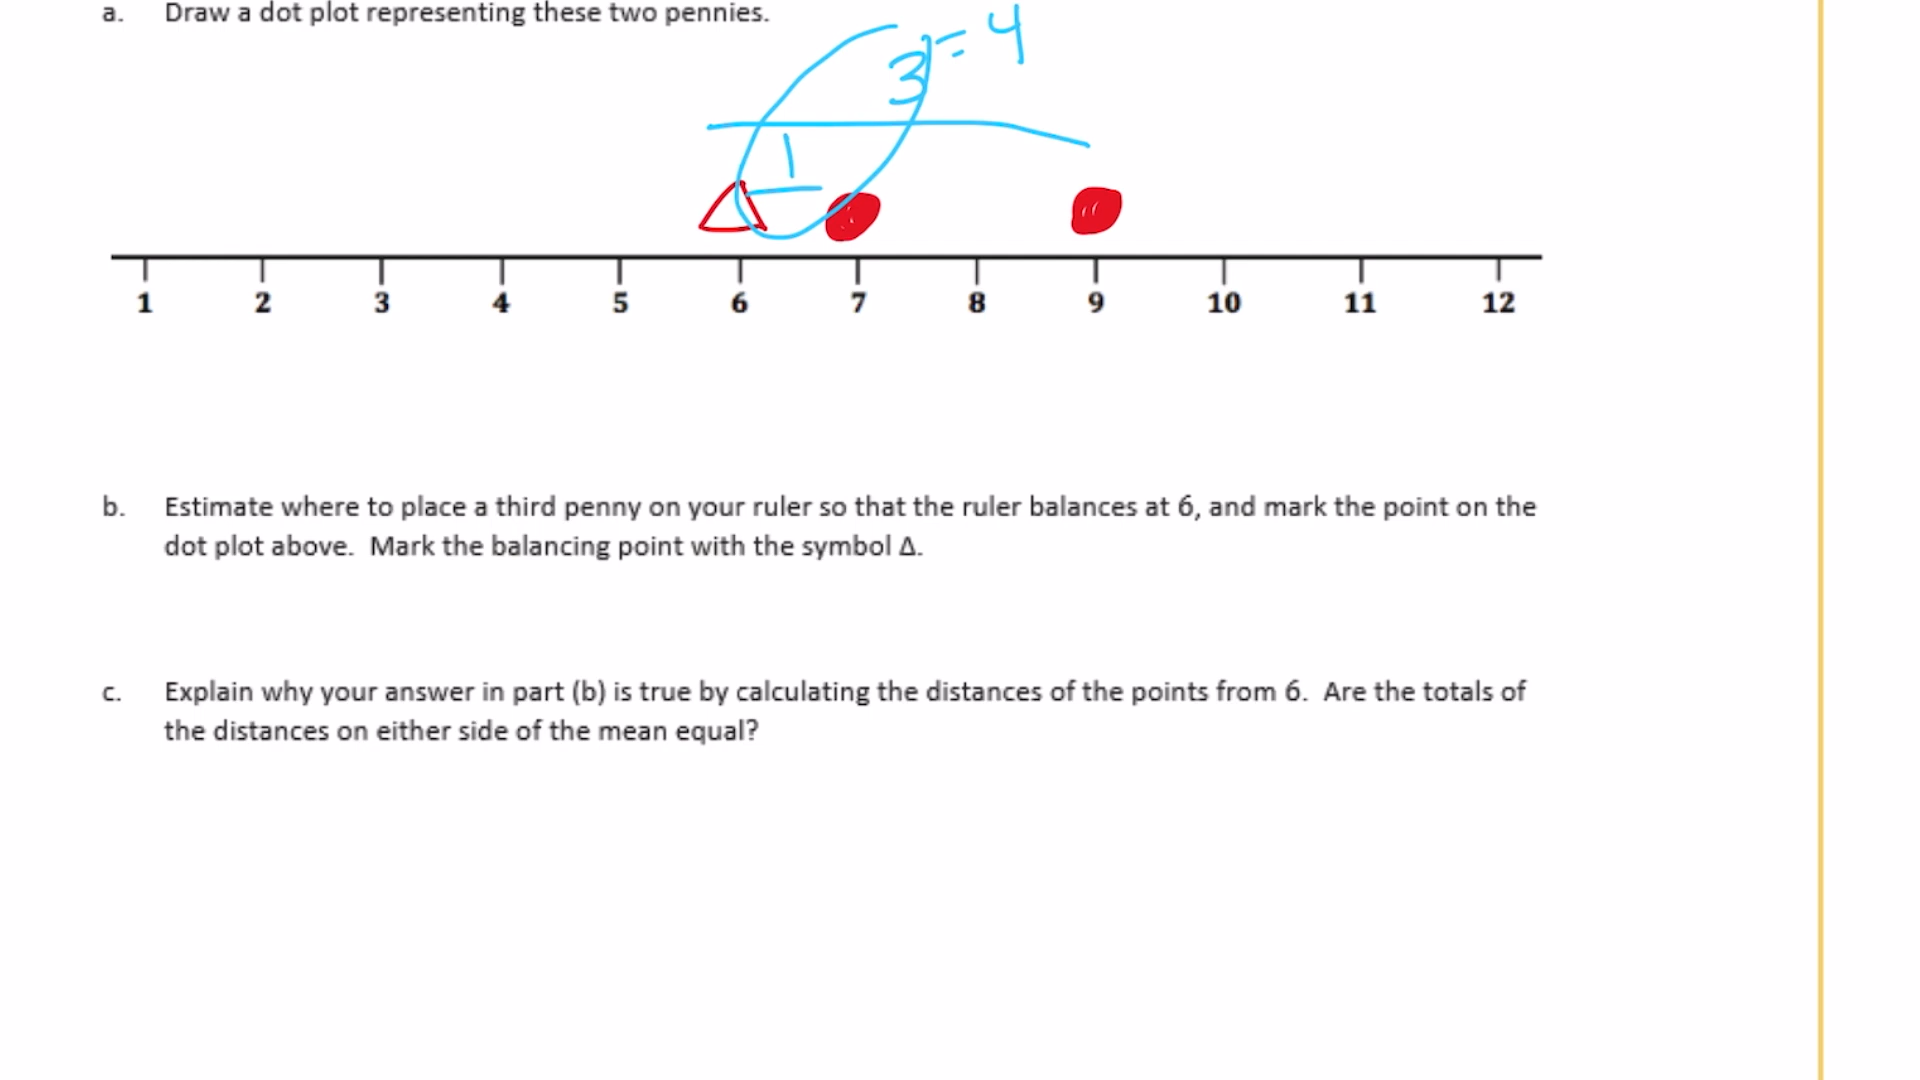 a. Draw a dot plot representing these two pennies.
3 = 4
1
1 2 3 4 5 6 7 8 9 10 11 12
b. Estimate where to place a third penny on your ruler so that the ruler balances at 6, and mark the point on the
dot plot above. Mark the balancing point with the symbol Δ.
c. Explain why your answer in part (b) is true by calculating the distances of the points from 6. Are the totals of
the distances on either side of the mean equal?